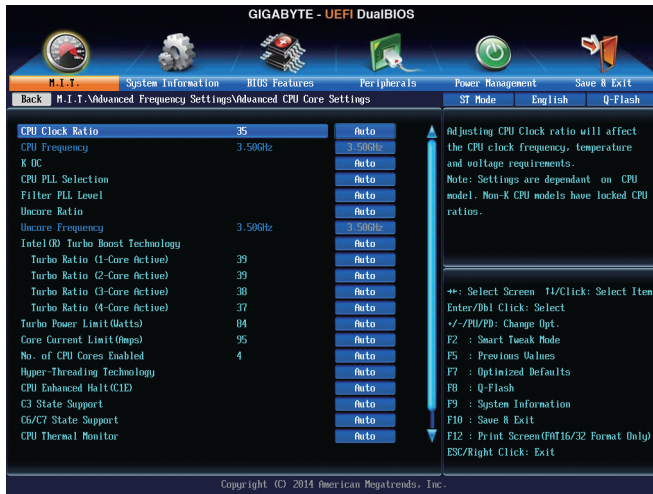 GIGABYTE - UEFI DualBIOS
M.I.T. System Information BIOS Features Peripherals Power Management Save & Exit
Back M.I.T.\Advanced Frequency Settings\Advanced CPU Core Settings ST Mode English Q-Flash
CPU Clock Ratio 35 Auto
CPU Frequency 3.50GHz 3.50GHz
K OC Auto
CPU PLL Selection Auto
Filter PLL Level Auto
Uncore Ratio Auto
Uncore Frequency 3.50GHz 3.50GHz
Intel(R) Turbo Boost Technology Auto
Turbo Ratio (1-Core Active) 39 Auto
Turbo Ratio (2-Core Active) 39 Auto
Turbo Ratio (3-Core Active) 38 Auto
Turbo Ratio (4-Core Active) 37 Auto
Turbo Power Limit(Watts) 84 Auto
Core Current Limit(Amps) 95 Auto
No. of CPU Cores Enabled 4 Auto
Hyper-Threading Technology Auto
CPU Enhanced Halt(C1E) Auto
C3 State Support Auto
C6/C7 State Support Auto
CPU Thermal Monitor Auto
Adjusting CPU Clock ratio will affect
the CPU clock frequency, temperature
and voltage requirements.
Note: Settings are dependant on CPU
model. Non-K CPU models have locked CPU
ratios.
→←: Select Screen ↑↓/Click: Select Item
Enter/Dbl Click: Select
+/-/PU/PD: Change Opt.
F2 : Smart Tweak Mode
F5 : Previous Values
F7 : Optimized Defaults
F8 : Q-Flash
F9 : System Information
F10 : Save & Exit
F12 : Print Screen(FAT16/32 Format Only)
ESC/Right Click: Exit
Copyright (C) 2014 American Megatrends, Inc.